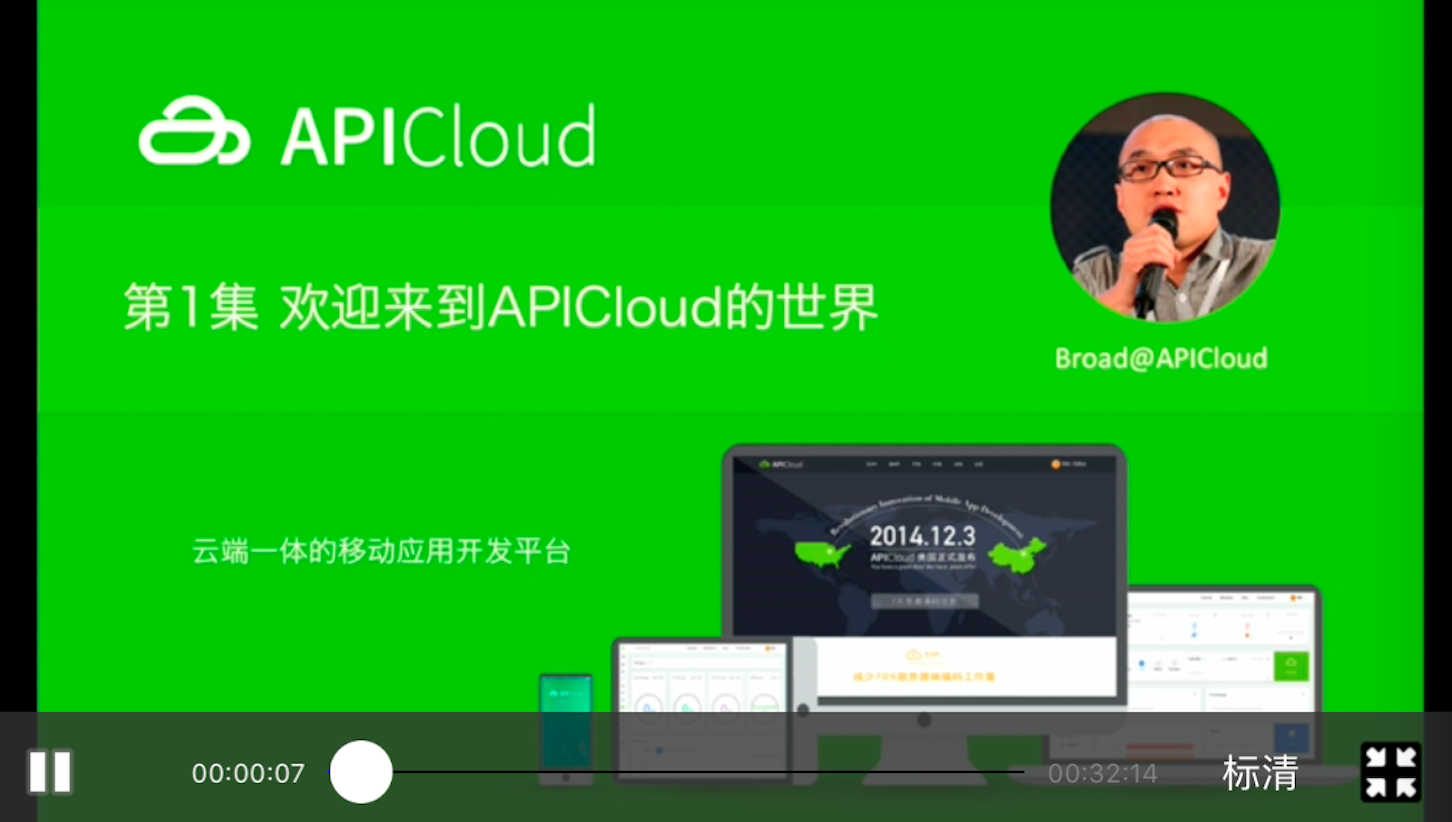 APICloud
第1集 欢迎来到APICloud的世界
Broad@APICloud
云端一体的移动应用开发平台
APICloud
Revolutionary Innovation of Mobile App Development
2014.12.3
APICloud 美国正式发布
减少70%服务器端编码工作量
00:00:07
00:32:14
标清